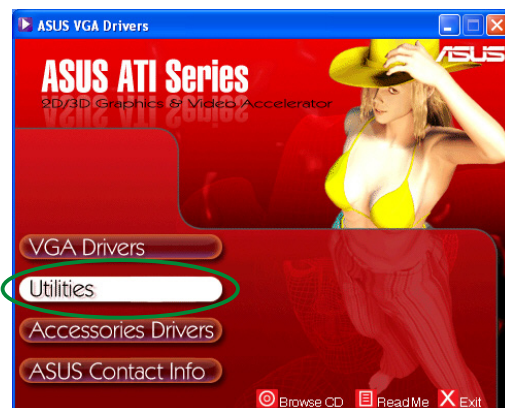 ASUS VGA Drivers
ASUS
ASUS ATI Series
2D/3D Graphics & Video Accelerator
VGA Drivers
Utilities
Accessories Drivers
ASUS Contact Info
Browse CD ReadMe X Exit